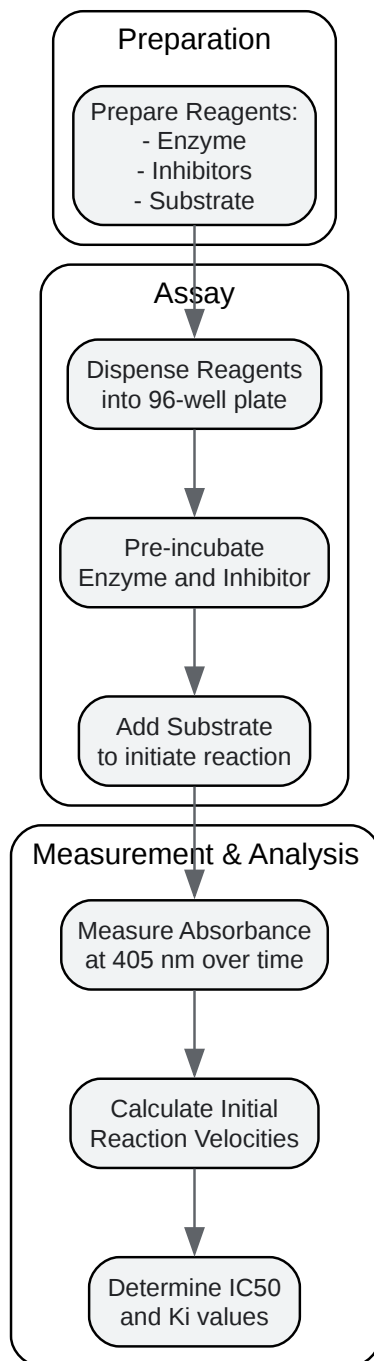 Preparation
Prepare Reagents:
- Enzyme
- Inhibitors
- Substrate
Assay
Dispense Reagents
into 96-well plate
Pre-incubate
Enzyme and Inhibitor
Add Substrate
to initiate reaction
Measurement & Analysis
Measure Absorbance
at 405 nm over time
Calculate Initial
Reaction Velocities
Determine IC50
and Ki values